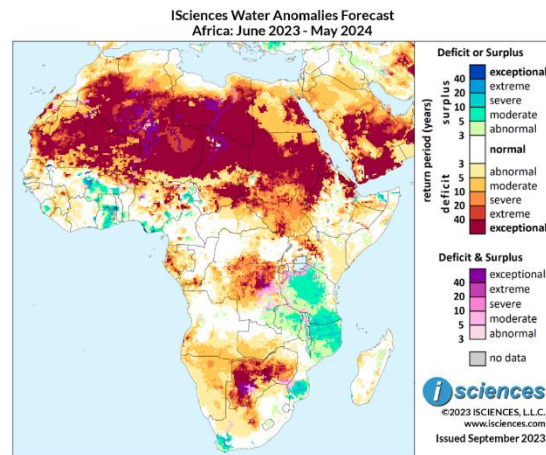 ISciences Water Anomalies Forecast
Africa: June 2023 - May 2024
Deficit or Surplus
return period (years)
surplus
deficit
40 exceptional
20 extreme
10 severe
5 moderate
3 abnormal
normal
3 abnormal
5 moderate
10 severe
20 extreme
40 exceptional
Deficit & Surplus
40 exceptional
20 extreme
10 severe
5 moderate
3 abnormal
no data
isciences
©2023 ISCIENCES, L.L.C.
www.isciences.com
Issued September 2023